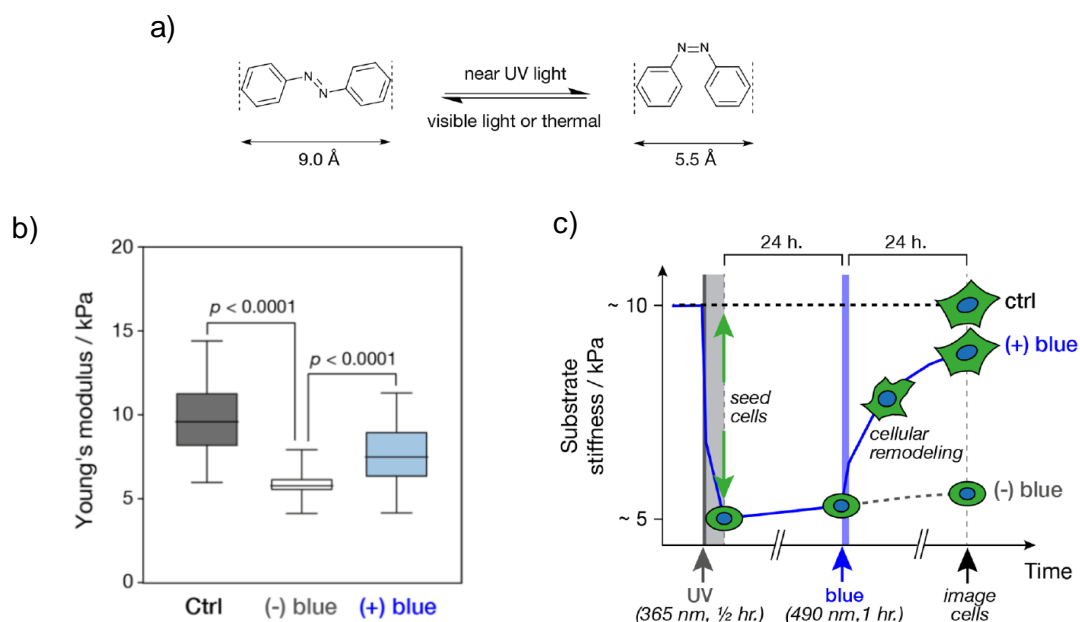 a)
near UV light
visible light or thermal
N
N
N
N
9.0 Å
5.5 Å
b)
Young's modulus / kPa
20
15
10
5
0
p < 0.0001
p < 0.0001
Ctrl
(-) blue
(+) blue
c)
24 h.
24 h.
Substrate
stiffness / kPa
~ 10
~ 5
ctrl
(+) blue
seed
cells
cellular
remodeling
(-) blue
Time
UV
(365 nm, ½ hr.)
blue
(490 nm,1 hr.)
image
cells